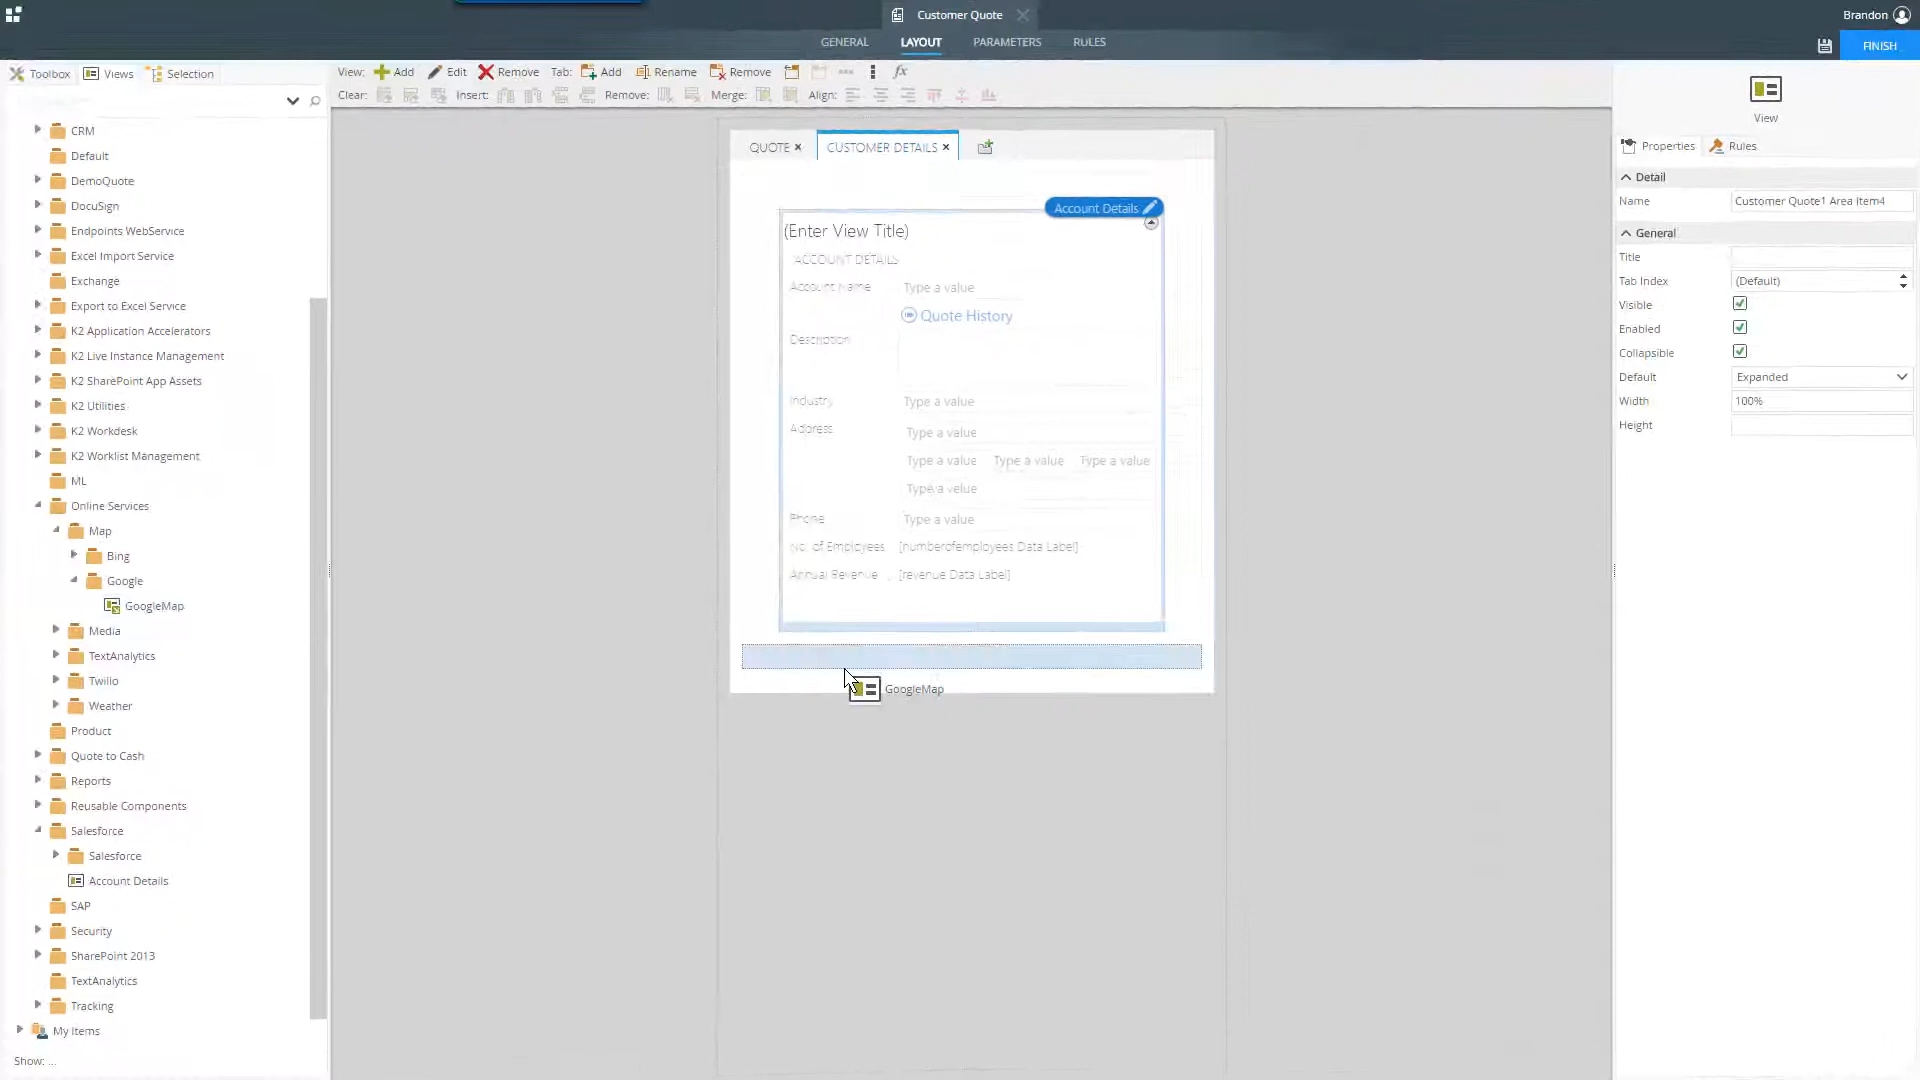 Customer Quote
Brandon
GENERAL LAYOUT PARAMETERS RULES
FINISH
Toolbox Views Selection
View: Add Edit Remove Tab: Add Rename Remove fx
Clear: Insert: Remove: Merge: Align:
CRM
Default
DemoQuote
DocuSign
Endpoints WebService
Excel Import Service
Exchange
Export to Excel Service
K2 Application Accelerators
K2 Live Instance Management
K2 SharePoint App Assets
K2 Utilities
K2 Workdesk
K2 Worklist Management
ML
Online Services
Map
Bing
Google
GoogleMap
Media
TextAnalytics
Twilio
Weather
Product
Quote to Cash
Reports
Reusable Components
Salesforce
Salesforce
Account Details
SAP
Security
SharePoint 2013
TextAnalytics
Tracking
My Items
Show: ...
QUOTE CUSTOMER DETAILS
Account Details
(Enter View Title)
ACCOUNT DETAILS
Account Name Type a value
Quote History
Description
Industry Type a value
Address Type a value
Type a value Type a value Type a value
Type a value
Phone Type a value
No. of Employees [numberofemployees Data Label]
Annual Revenue [revenue Data Label]
GoogleMap
View
Properties Rules
Detail
Name Customer Quote1 Area Item4
General
Title
Tab Index (Default)
Visible
Enabled
Collapsible
Default Expanded
Width 100%
Height